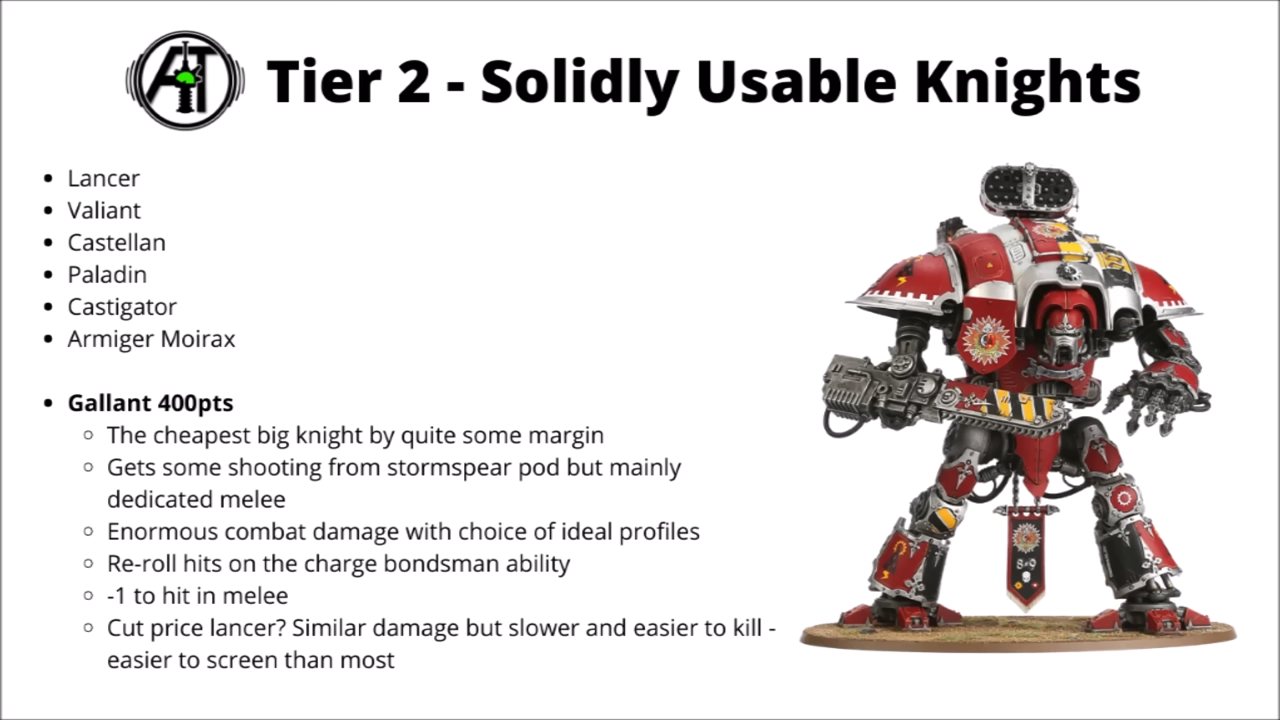 AT
Tier 2 - Solidly Usable Knights
• Lancer
• Valiant
• Castellan
• Paladin
• Castigator
• Armiger Moirax
• Gallant 400pts
○ The cheapest big knight by quite some margin
○ Gets some shooting from stormspear pod but mainly
dedicated melee
○ Enormous combat damage with choice of ideal profiles
○ Re-roll hits on the charge bondsman ability
○ -1 to hit in melee
○ Cut price lancer? Similar damage but slower and easier to kill -
easier to screen than most